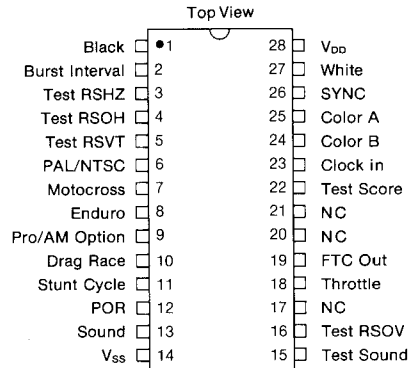 Top View
Black 1 28 VDD
Burst Interval 2 27 White
Test RSHZ 3 26 SYNC
Test RSOH 4 25 Color A
Test RSVT 5 24 Color B
PAL/NTSC 6 23 Clock in
Motocross 7 22 Test Score
Enduro 8 21 NC
Pro/AM Option 9 20 NC
Drag Race 10 19 FTC Out
Stunt Cycle 11 18 Throttle
POR 12 17 NC
Sound 13 16 Test RSOV
VSS 14 15 Test Sound